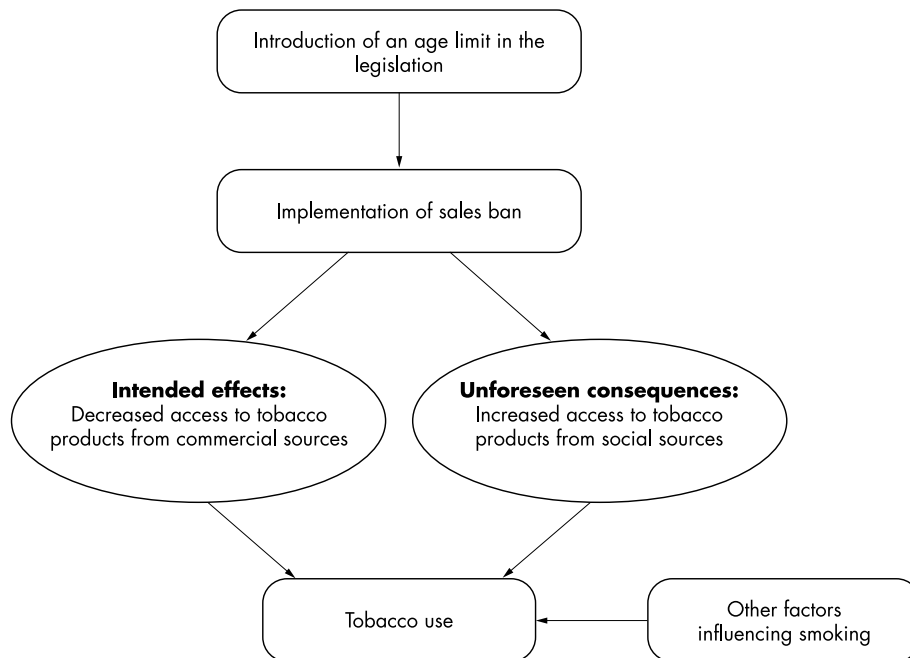 Introduction of an age limit in the
legislation
Implementation of sales ban
Intended effects:
Decreased access to tobacco
products from commercial sources
Unforeseen consequences:
Increased access to tobacco
products from social sources
Tobacco use
Other factors
influencing smoking